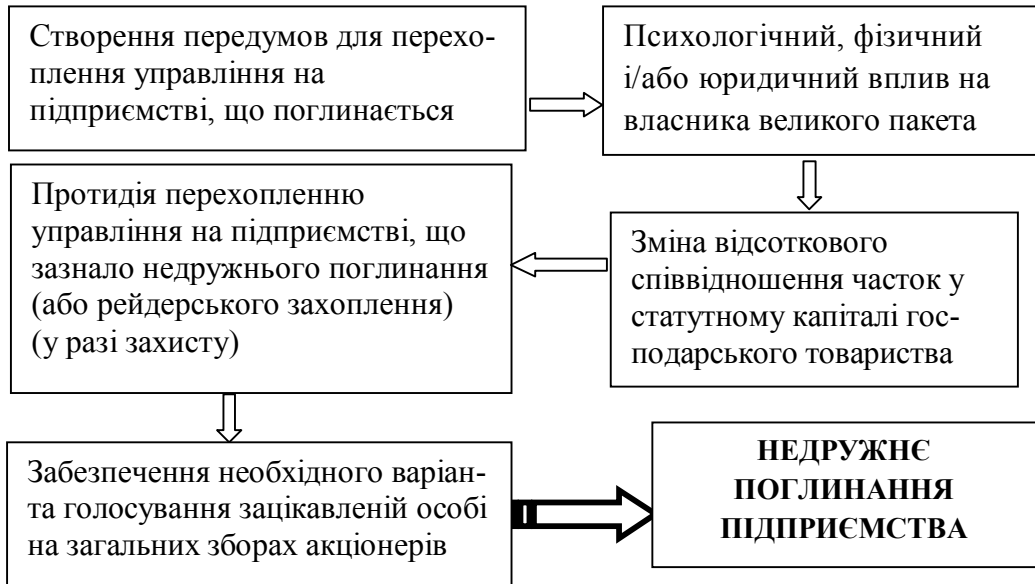 Створення передумов для перехо-
плення управління на
підприємстві, що поглинається
Психологічний, фізичний
і/або юридичний вплив на
власника великого пакета
Зміна відсоткового
співвідношення часток у
статутному капіталі гос-
подарського товариства
Протидія перехопленню
управління на підприємстві, що
зазнало недружнього поглинання
(або рейдерського захоплення)
(у разі захисту)
Забезпечення необхідного варіан-
та голосування зацікавленій особі
на загальних зборах акціонерів
НЕДРУЖНЄ
ПОГЛИНАННЯ
ПІДПРИЄМСТВА